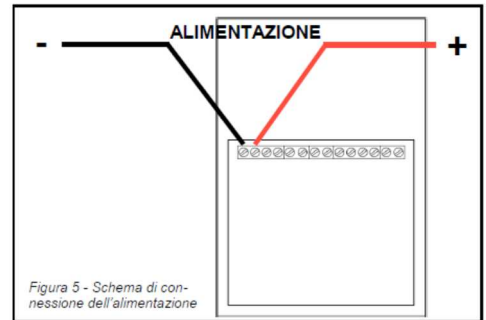 ALIMENTAZIONE
- +
Figura 5 - Schema di con-
nessione dell'alimentazione